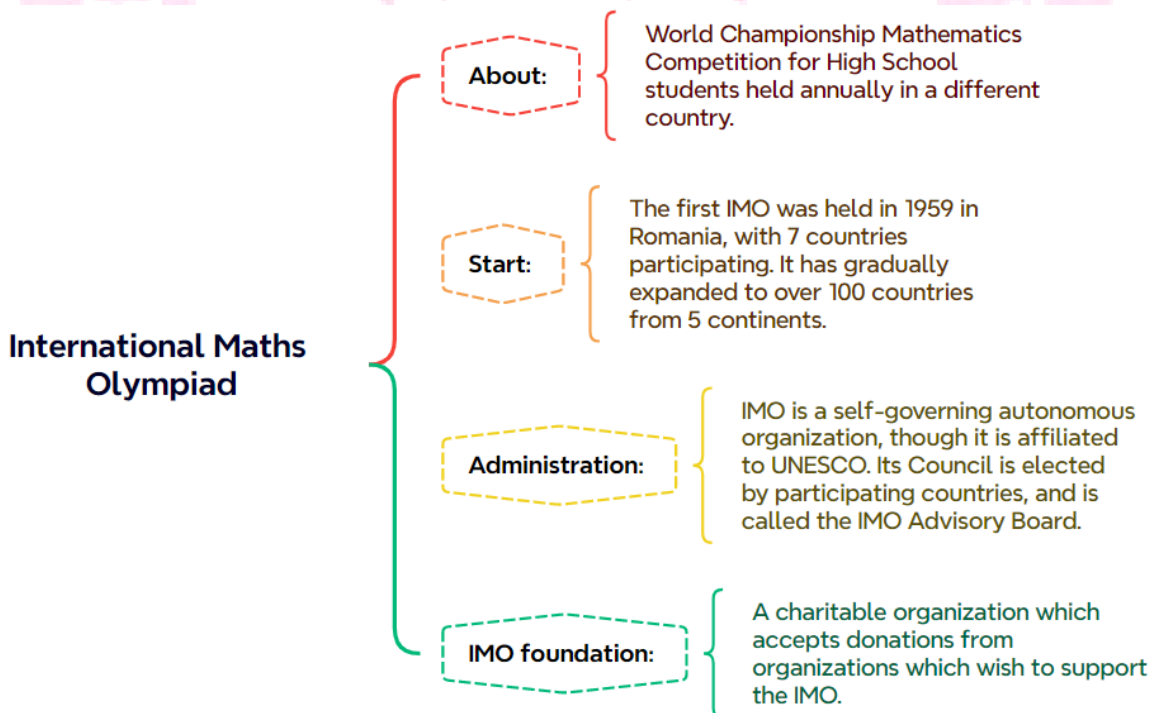 International Maths
Olympiad
About:
World Championship Mathematics
Competition for High School
students held annually in a different
country.
Start:
The first IMO was held in 1959 in
Romania, with 7 countries
participating. It has gradually
expanded to over 100 countries
from 5 continents.
Administration:
IMO is a self-governing autonomous
organization, though it is affiliated
to UNESCO. Its Council is elected
by participating countries, and is
called the IMO Advisory Board.
IMO foundation:
A charitable organization which
accepts donations from
organizations which wish to support
the IMO.